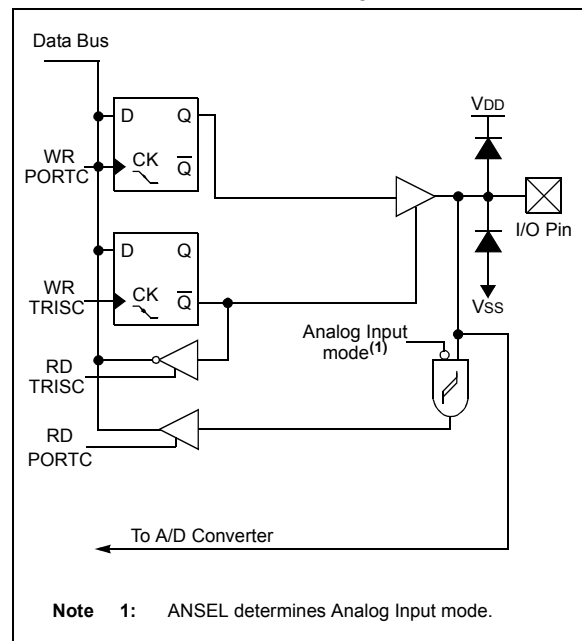 Data Bus
D Q
WR
PORTC
CK Q
VDD
I/O Pin
D Q
WR
TRISC
CK Q
VSS
Analog Input
mode(1)
RD
TRISC
RD
PORTC
To A/D Converter
Note 1: ANSEL determines Analog Input mode.